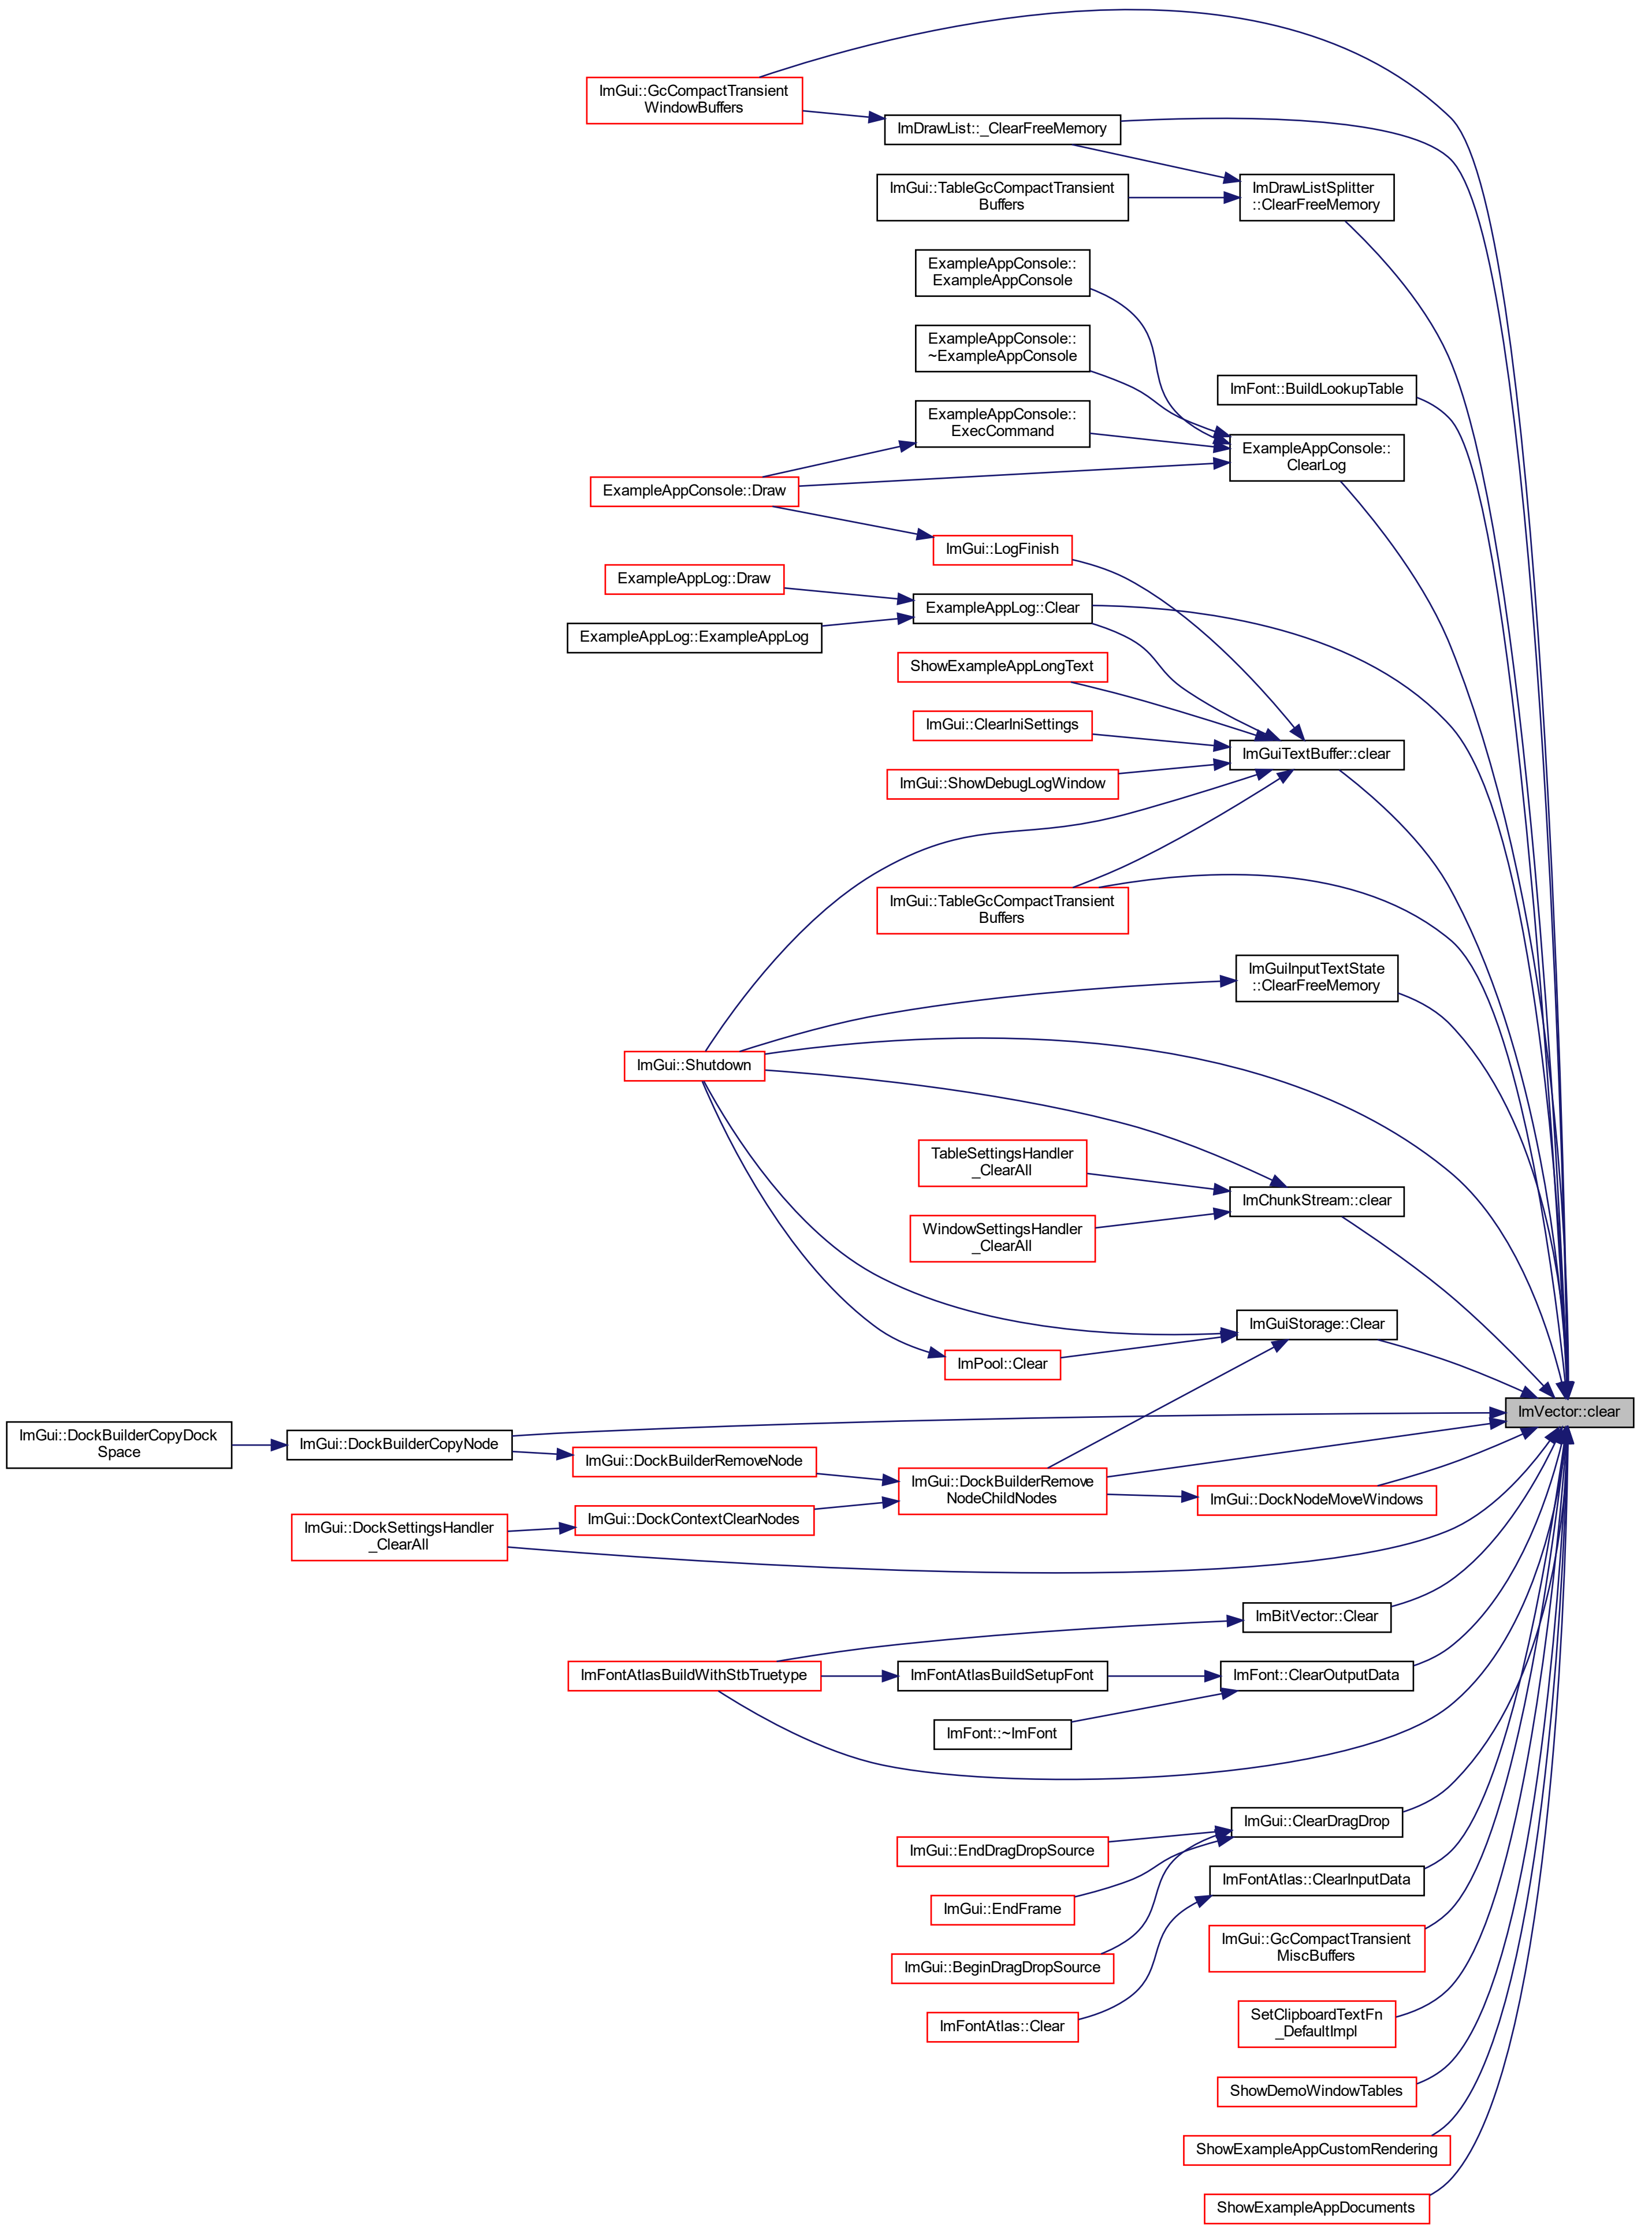 ImGui::GcCompactTransient
WindowBuffers
ImDrawList::_ClearFreeMemory
ImGui::TableGcCompactTransient
Buffers
ImDrawListSplitter
::ClearFreeMemory
ExampleAppConsole::
ExampleAppConsole
ExampleAppConsole::
~ExampleAppConsole
ImFont::BuildLookupTable
ExampleAppConsole::
ExecCommand
ExampleAppConsole::
ClearLog
ExampleAppConsole::Draw
ImGui::LogFinish
ExampleAppLog::Draw
ExampleAppLog::Clear
ExampleAppLog::ExampleAppLog
ShowExampleAppLongText
ImGui::ClearIniSettings
ImGuiTextBuffer::clear
ImGui::ShowDebugLogWindow
ImGui::TableGcCompactTransient
Buffers
ImGuiInputTextState
::ClearFreeMemory
ImGui::Shutdown
TableSettingsHandler
_ClearAll
ImChunkStream::clear
WindowSettingsHandler
_ClearAll
ImGuiStorage::Clear
ImPool::Clear
ImVector::clear
ImGui::DockBuilderCopyDock
Space
ImGui::DockBuilderCopyNode
ImGui::DockBuilderRemoveNode
ImGui::DockBuilderRemove
NodeChildNodes
ImGui::DockNodeMoveWindows
ImGui::DockSettingsHandler
_ClearAll
ImGui::DockContextClearNodes
ImBitVector::Clear
ImFontAtlasBuildWithStbTruetype
ImFontAtlasBuildSetupFont
ImFont::ClearOutputData
ImFont::~ImFont
ImGui::ClearDragDrop
ImGui::EndDragDropSource
ImFontAtlas::ClearInputData
ImGui::EndFrame
ImGui::GcCompactTransient
MiscBuffers
ImGui::BeginDragDropSource
SetClipboardTextFn
_DefaultImpl
ImFontAtlas::Clear
ShowDemoWindowTables
ShowExampleAppCustomRendering
ShowExampleAppDocuments